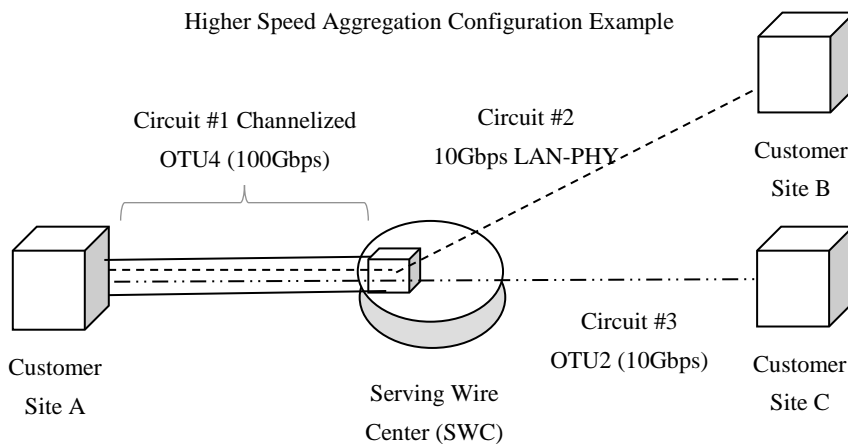 Higher Speed Aggregation Configuration Example
Circuit #1 Channelized
OTU4 (100Gbps)
Circuit #2
10Gbps LAN-PHY
Customer
Site B
Customer
Site A
Serving Wire
Center (SWC)
Circuit #3
OTU2 (10Gbps)
Customer
Site C